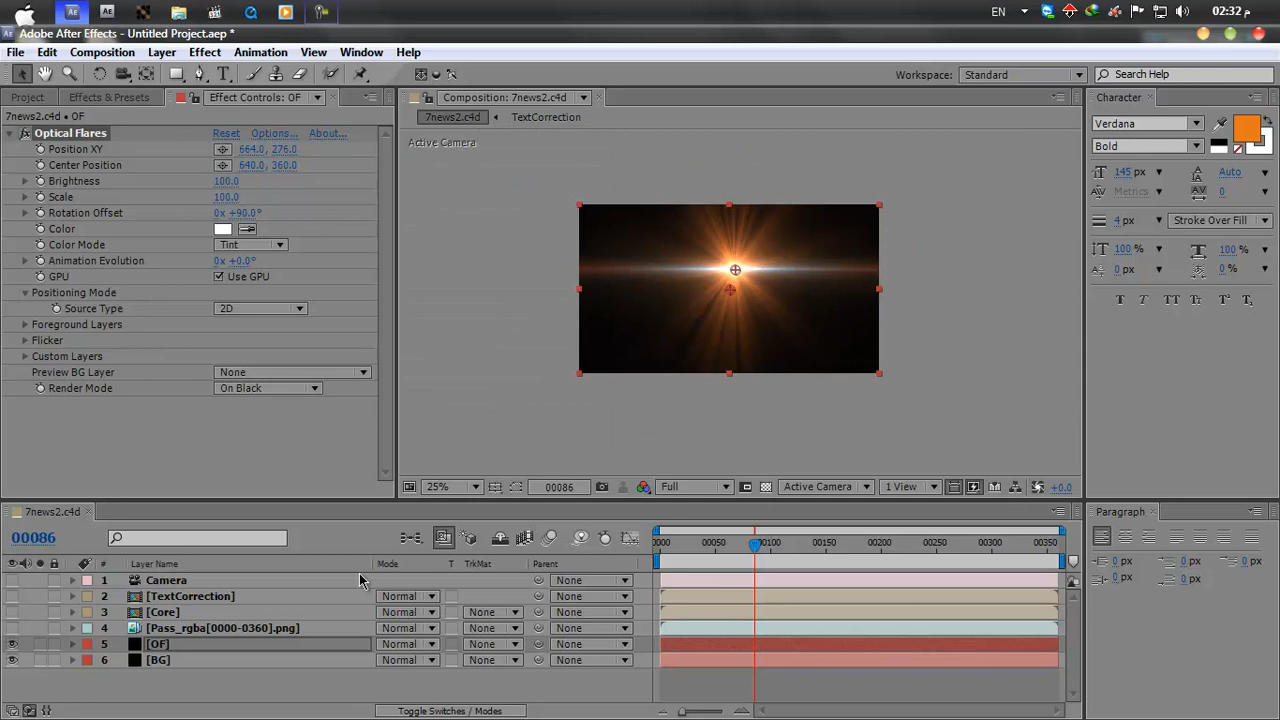 EN
02:32 م
Adobe After Effects - Untitled Project.aep *
File Edit Composition Layer Effect Animation View Window Help
Workspace: Standard Search Help
Project Effects & Presets Effect Controls: OF Composition: 7news2.c4d Character
7news2.c4d • OF
7news2.c4d TextCorrection
Active Camera
fx Optical Flares Reset Options... About...
Position XY 664.0, 276.0
Center Position 640.0, 360.0
Brightness 100.0
Scale 100.0
Rotation Offset 0x +90.0°
Color
Color Mode Tint
Animation Evolution 0x +0.0°
GPU Use GPU
Positioning Mode
Source Type 2D
Foreground Layers
Flicker
Custom Layers
Preview BG Layer None
Render Mode On Black
Verdana
Bold
145 px Auto
Metrics 0
4 px Stroke Over Fill
100 % 100 %
0 px 0 %
T T TT Tr T¹ T₁
25% 00086 Full Active Camera 1 View +0.0
7news2.c4d
Paragraph
00086
0000 00050 00100 00150 00200 00250 00300 00350
# Layer Name Mode T TrkMat Parent
1 Camera None
2 [TextCorrection] Normal None
3 [Core] Normal None None
4 [Pass_rgba[0000-0360].png] Normal None None
5 [OF] Normal None None
6 [BG] Normal None None
0 px 0 px
0 px 0 px
0 px
Toggle Switches / Modes